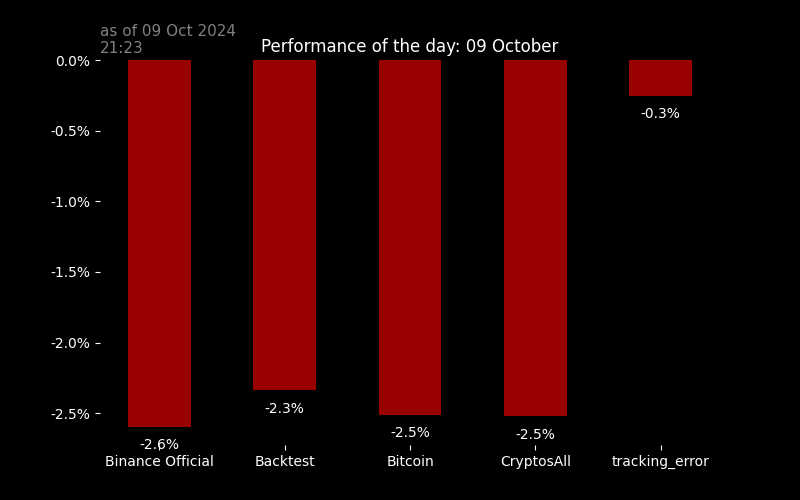 as of 09 Oct 2024
21:23
Performance of the day: 09 October
0.0%
-0.5%
-1.0%
-1.5%
-2.0%
-2.5%
-2.6%
-2.3%
-2.5%
-2.5%
-0.3%
Binance Official
Backtest
Bitcoin
CryptosAll
tracking_error